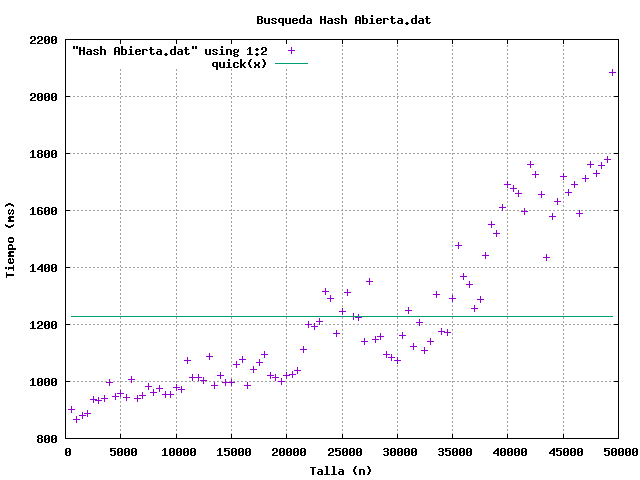 Busqueda Hash Abierta.dat
"Hash Abierta.dat" using 1:2
quick(x)
2200
2000
1800
1600
1400
1200
1000
800
Tiempo (ms)
0 5000 10000 15000 20000 25000 30000 35000 40000 45000 50000
Talla (n)